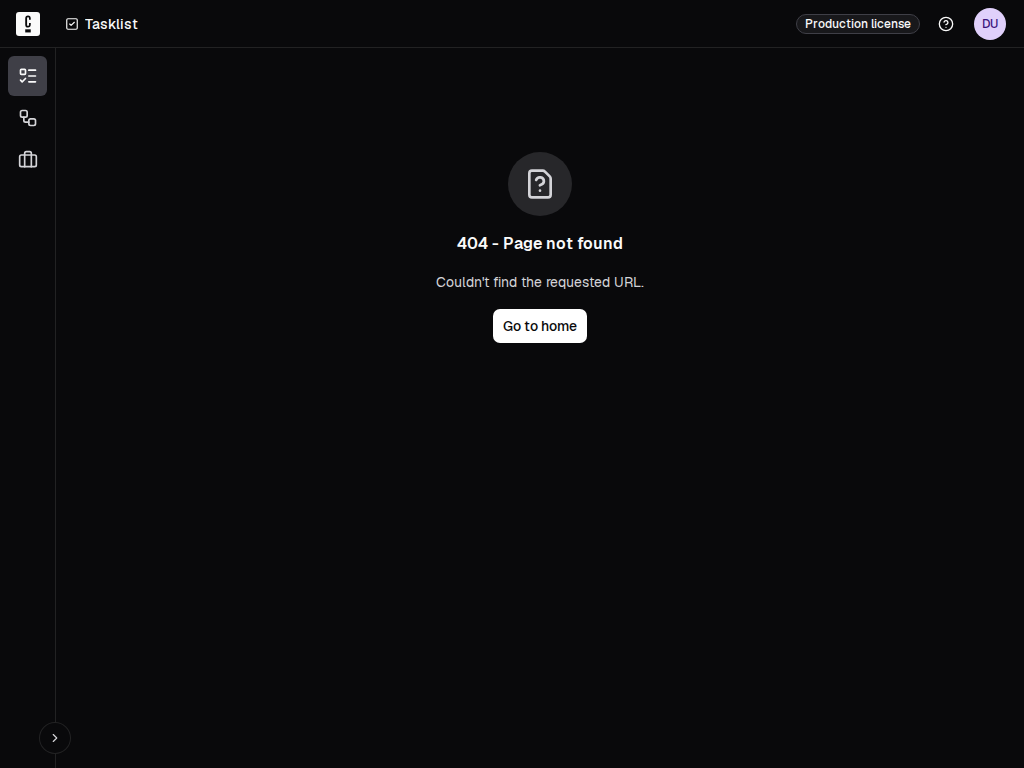 Tasklist
Production license
DU
404 - Page not found
Couldn't find the requested URL.
Go to home